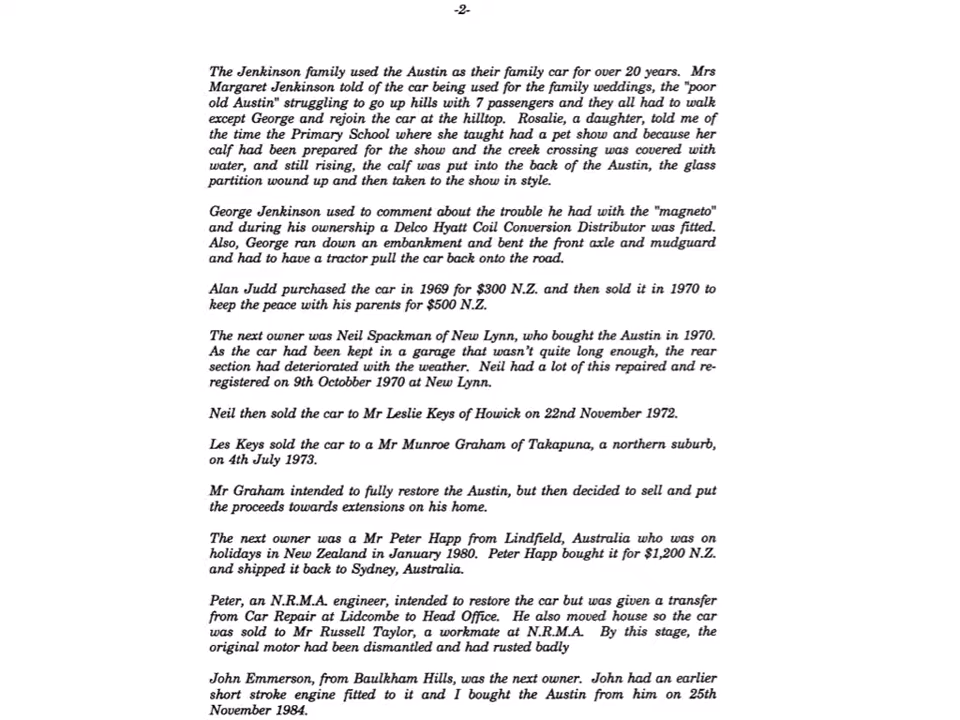 -2-
The Jenkinson family used the Austin as their family car for over 20 years. Mrs
Margaret Jenkinson told of the car being used for the family weddings, the "poor
old Austin" struggling to go up hills with 7 passengers and they all had to walk
except George and rejoin the car at the hilltop. Rosalie, a daughter, told me of
the time the Primary School where she taught had a pet show and because her
calf had been prepared for the show and the creek crossing was covered with
water, and still rising, the calf was put into the back of the Austin, the glass
partition wound up and then taken to the show in style.
George Jenkinson used to comment about the trouble he had with the "magneto"
and during his ownership a Delco Hyatt Coil Conversion Distributor was fitted.
Also, George ran down an embankment and bent the front axle and mudguard
and had to have a tractor pull the car back onto the road.
Alan Judd purchased the car in 1969 for $300 N.Z. and then sold it in 1970 to
keep the peace with his parents for $500 N.Z.
The next owner was Neil Spackman of New Lynn, who bought the Austin in 1970.
As the car had been kept in a garage that wasn't quite long enough, the rear
section had deteriorated with the weather. Neil had a lot of this repaired and re-
registered on 9th Octobber 1970 at New Lynn.
Neil then sold the car to Mr Leslie Keys of Howick on 22nd November 1972.
Les Keys sold the car to a Mr Munroe Graham of Takapuna, a northern suburb,
on 4th July 1973.
Mr Graham intended to fully restore the Austin, but then decided to sell and put
the proceeds towards extensions on his home.
The next owner was a Mr Peter Happ from Lindfield, Australia who was on
holidays in New Zealand in January 1980. Peter Happ bought it for $1,200 N.Z.
and shipped it back to Sydney, Australia.
Peter, an N.R.M.A. engineer, intended to restore the car but was given a transfer
from Car Repair at Lidcombe to Head Office. He also moved house so the car
was sold to Mr Russell Taylor, a workmate at N.R.M.A. By this stage, the
original motor had been dismantled and had rusted badly
John Emmerson, from Baulkham Hills, was the next owner. John had an earlier
short stroke engine fitted to it and I bought the Austin from him on 25th
November 1984.